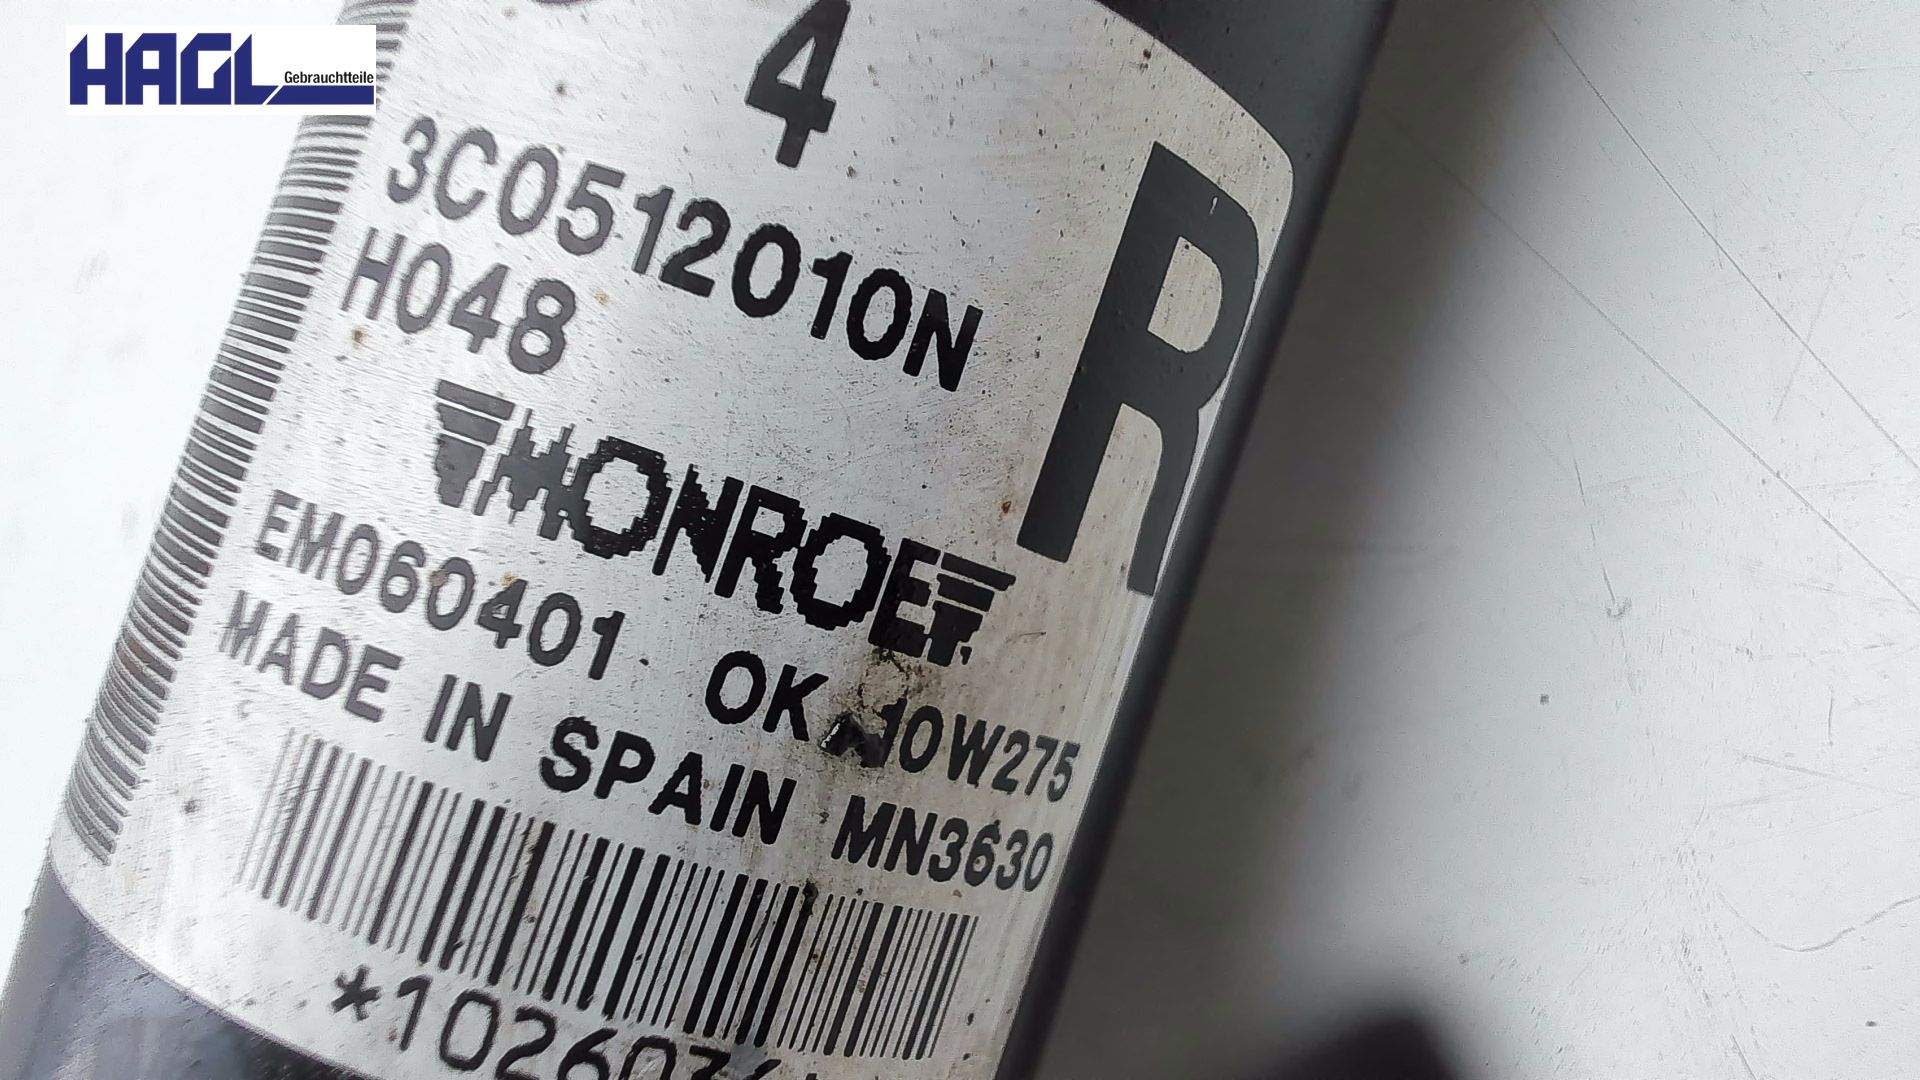 HAGL
Gebrauchtteile
4
3C0512010N
R
H048
MONROE
EM060401 OK 10W275
MADE IN SPAIN MN3630